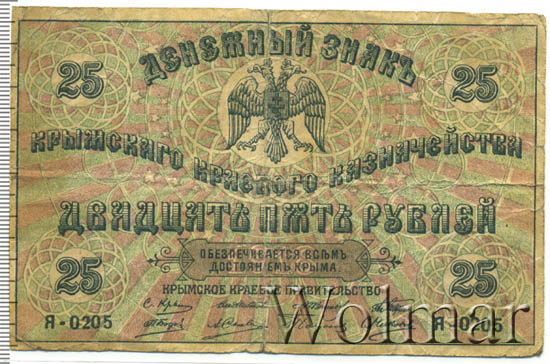 ДЕНЕЖНЫЙ ЗНАКЪ
25 25
КРЫМСКАГО КРАЕВОГО КАЗНАЧЕЙСТВА
ДВАДЦАТЬ ПЯТЬ РУБЛЕЙ
ОБЕЗПЕЧИВАЕТСЯ ВСѢМЪ
ДОСТОЯНІЕМЪ КРЫМА.
КРЫМСКОЕ КРАЕВОЕ ПРАВИТЕЛЬСТВО
25 25
Я-0205 Я-0205
Wolmar